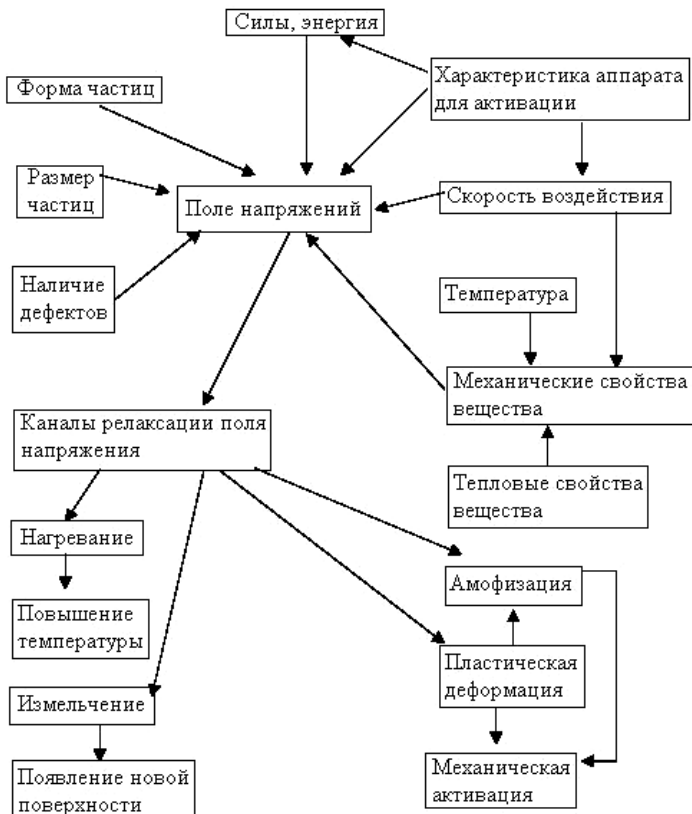 Силы, энергия
Характеристика аппарата
для активации
Форма частиц
Размер
частиц
Поле напряжений
Скорость воздействия
Наличие
дефектов
Температура
Механические свойства
вещества
Каналы релаксации поля
напряжения
Тепловые свойства
вещества
Нагревание
Амофизация
Повышение
температуры
Пластическая
деформация
Измельчение
Механическая
активация
Появление новой
поверхности